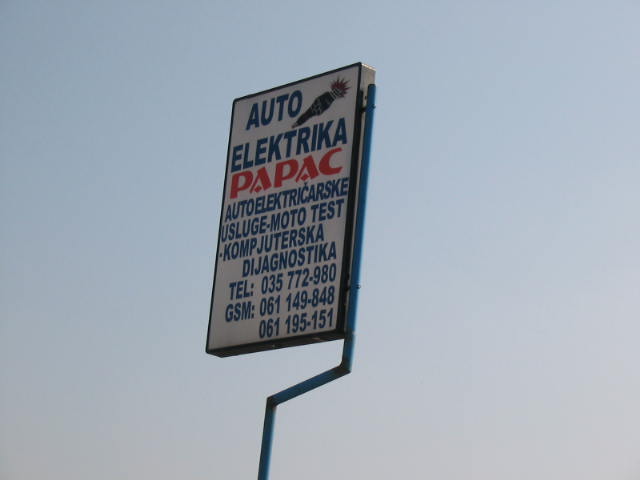 AUTO
ELEKTRIKA
PAPAC
AUTOELEKTRIČARSKE
USLUGE-MOTO TEST
-KOMPJUTERSKA
DIJAGNOSTIKA
TEL: 035 772-980
GSM: 061 149-848
061 195-151